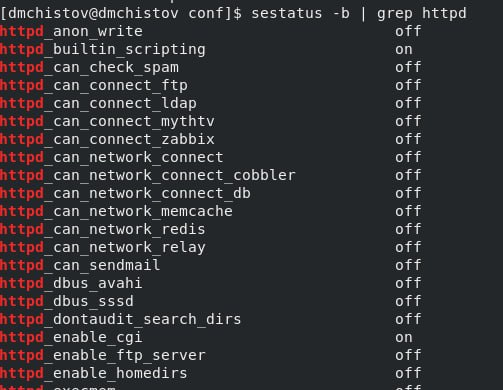 [dmchistov@dmchistov conf]$ sestatus -b | grep httpd
httpd_anon_write off
httpd_builtin_scripting on
httpd_can_check_spam off
httpd_can_connect_ftp off
httpd_can_connect_ldap off
httpd_can_connect_mythtv off
httpd_can_connect_zabbix off
httpd_can_network_connect off
httpd_can_network_connect_cobbler off
httpd_can_network_connect_db off
httpd_can_network_memcache off
httpd_can_network_redis off
httpd_can_network_relay off
httpd_can_sendmail off
httpd_dbus_avahi off
httpd_dbus_sssd off
httpd_dontaudit_search_dirs off
httpd_enable_cgi on
httpd_enable_ftp_server off
httpd_enable_homedirs off